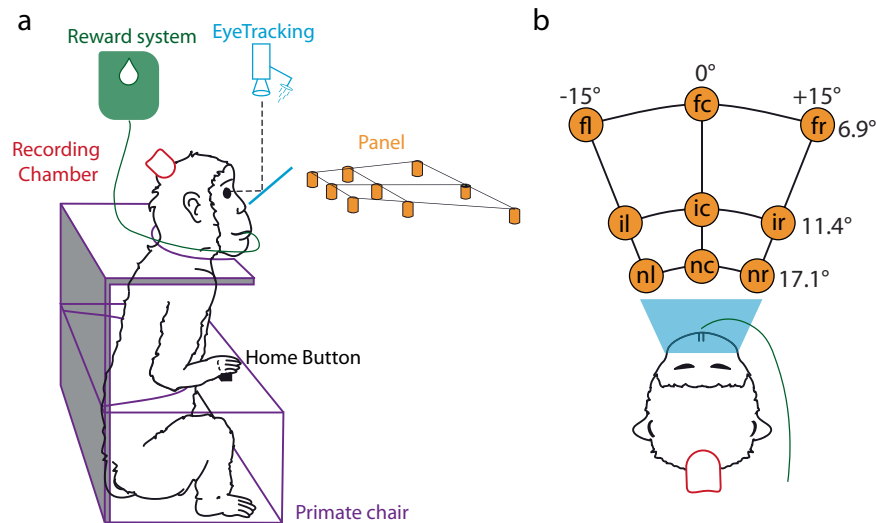 a
Reward system
EyeTracking
Recording
Chamber
Panel
Home Button
Primate chair
b
0°
-15°
+15°
fc
fl
fr
6.9°
il
ic
ir
11.4°
nl
nc
nr
17.1°